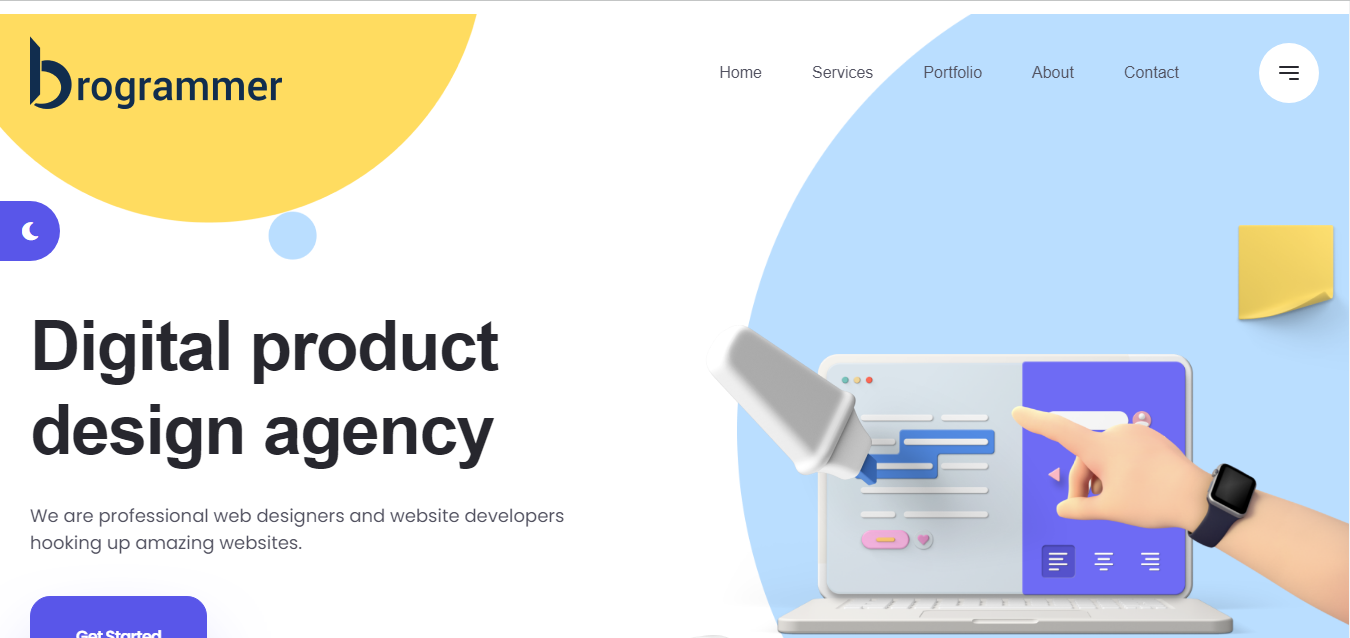 brogrammer
Home Services Portfolio About Contact
Digital product
design agency
We are professional web designers and website developers
hooking up amazing websites.
Get Started